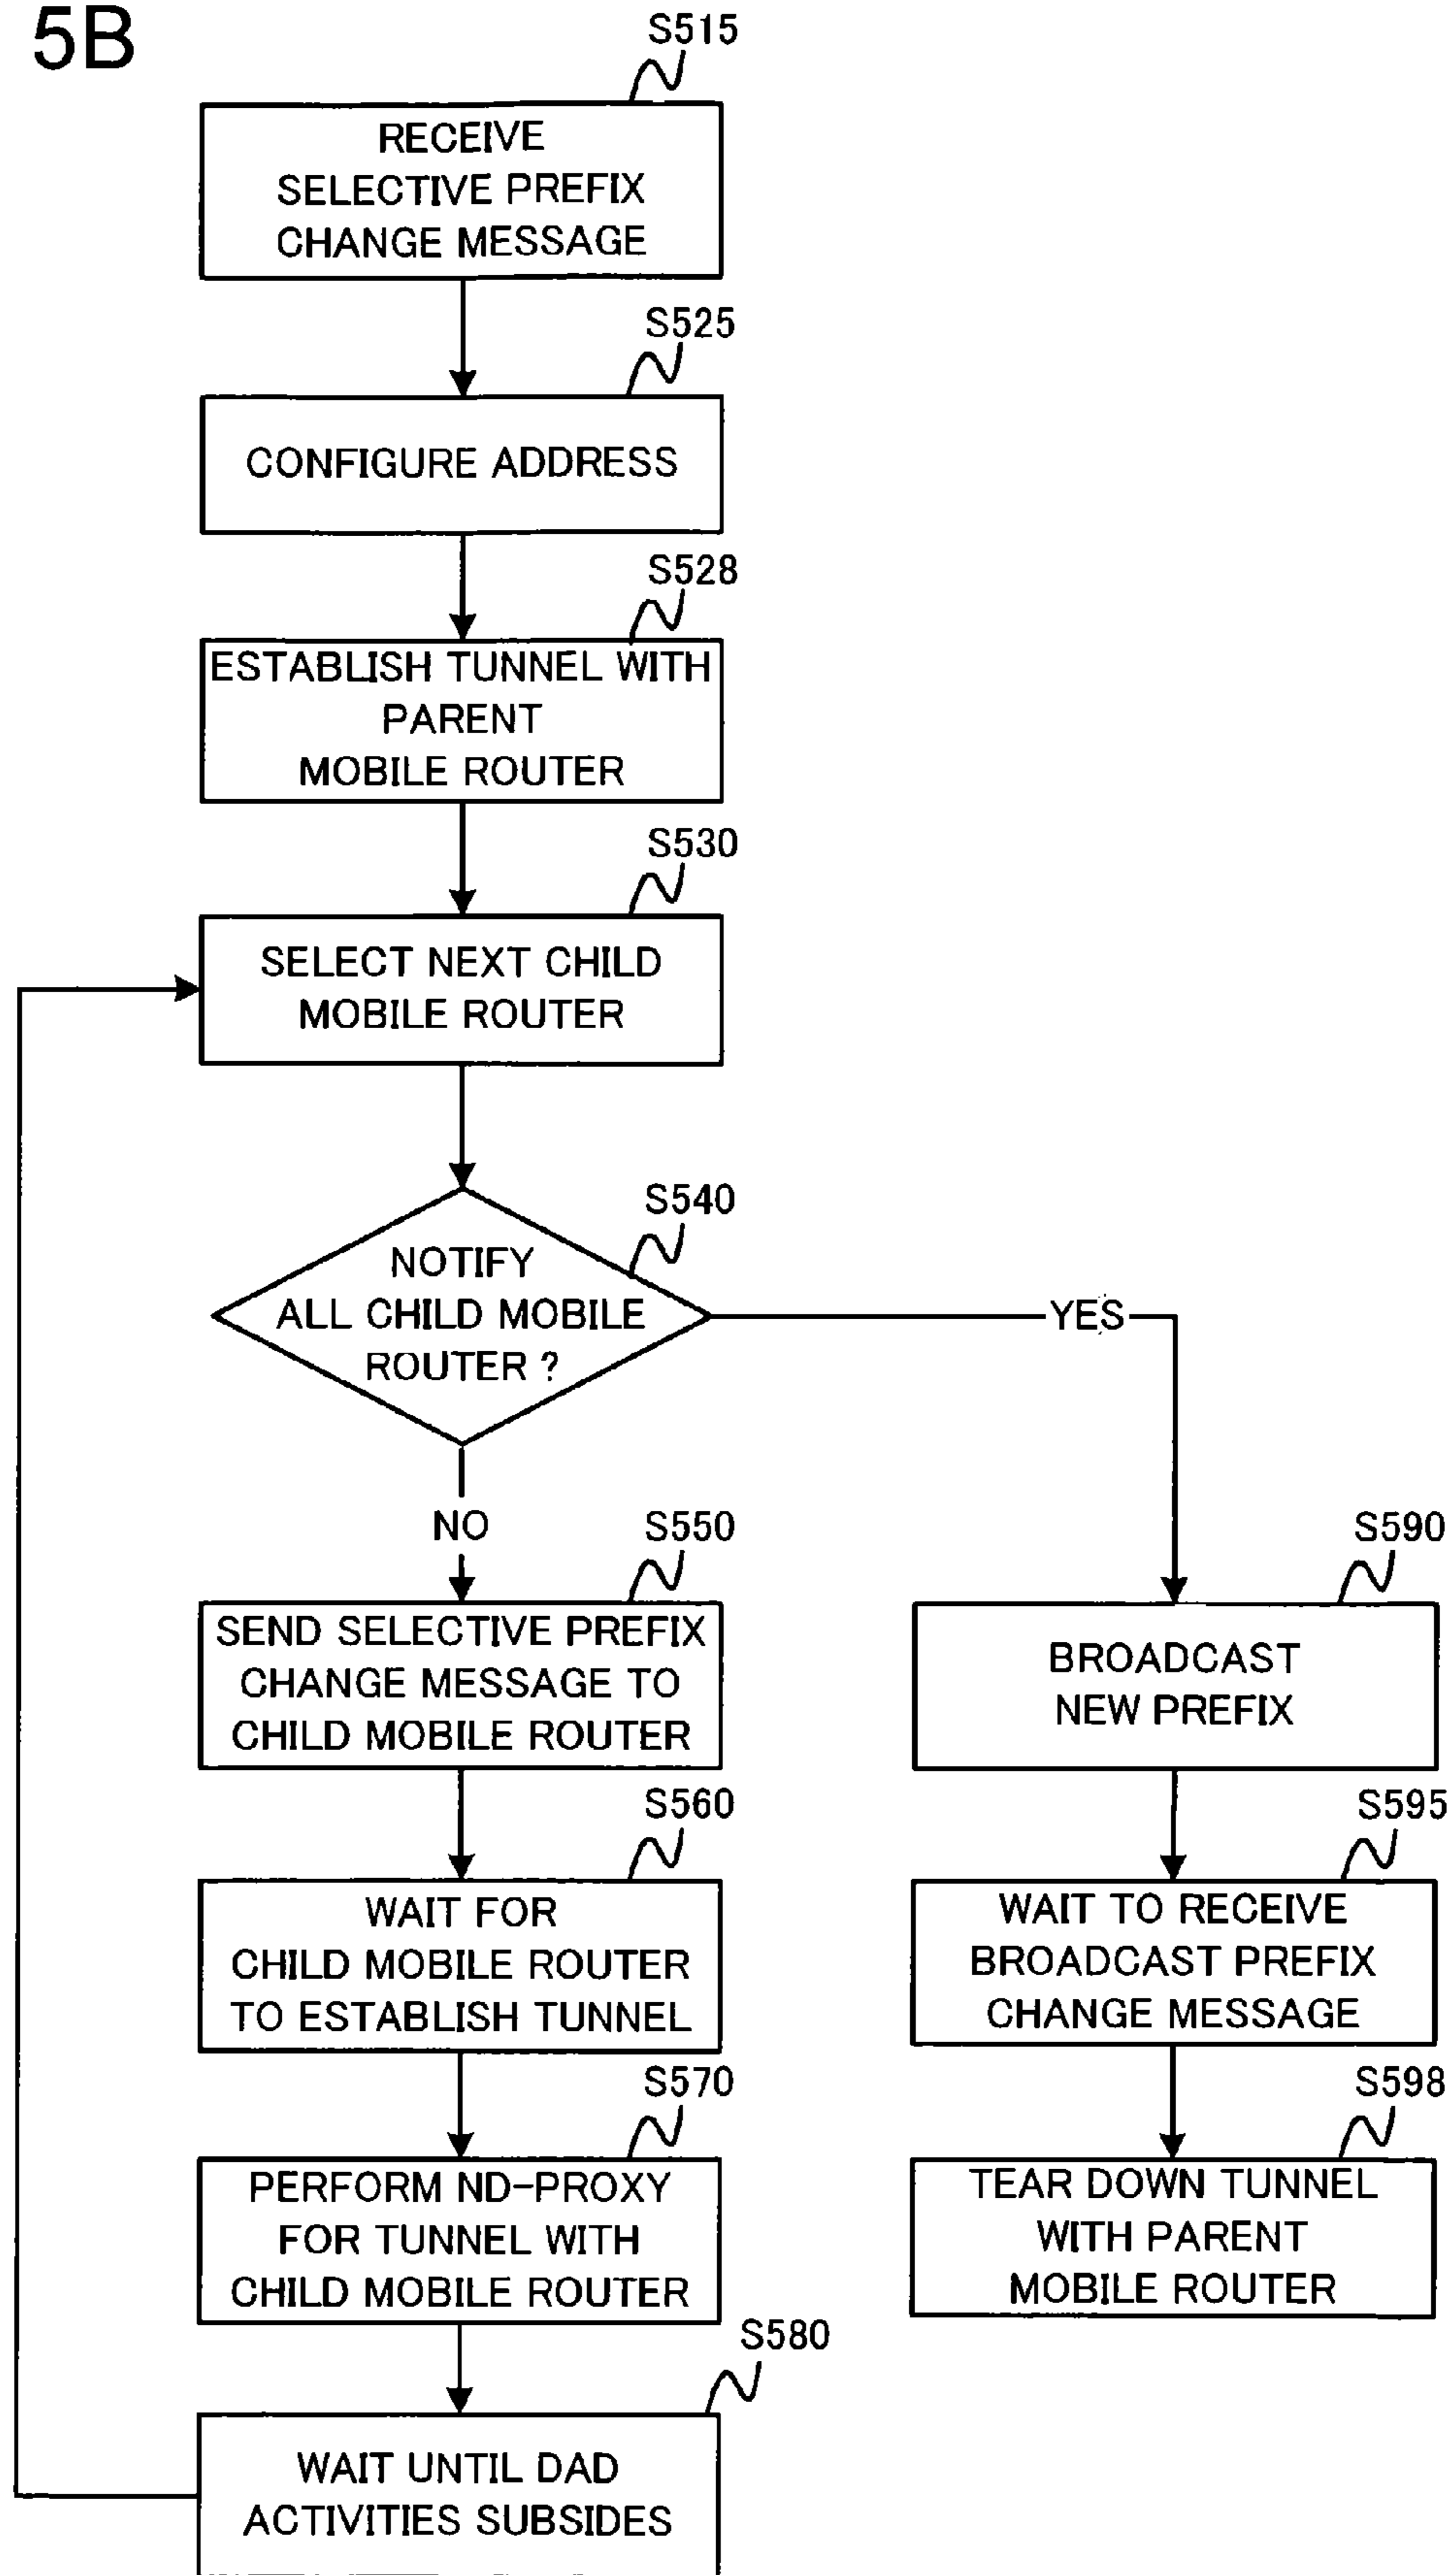 5B
S515
RECEIVE
SELECTIVE PREFIX
CHANGE MESSAGE
S525
CONFIGURE ADDRESS
S528
ESTABLISH TUNNEL WITH
PARENT
MOBILE ROUTER
S530
SELECT NEXT CHILD
MOBILE ROUTER
S540
NOTIFY
ALL CHILD MOBILE
ROUTER ?
YES
NO
S550
SEND SELECTIVE PREFIX
CHANGE MESSAGE TO
CHILD MOBILE ROUTER
S590
BROADCAST
NEW PREFIX
S560
WAIT FOR
CHILD MOBILE ROUTER
TO ESTABLISH TUNNEL
S595
WAIT TO RECEIVE
BROADCAST PREFIX
CHANGE MESSAGE
S570
PERFORM ND-PROXY
FOR TUNNEL WITH
CHILD MOBILE ROUTER
S598
TEAR DOWN TUNNEL
WITH PARENT
MOBILE ROUTER
S580
WAIT UNTIL DAD
ACTIVITIES SUBSIDES